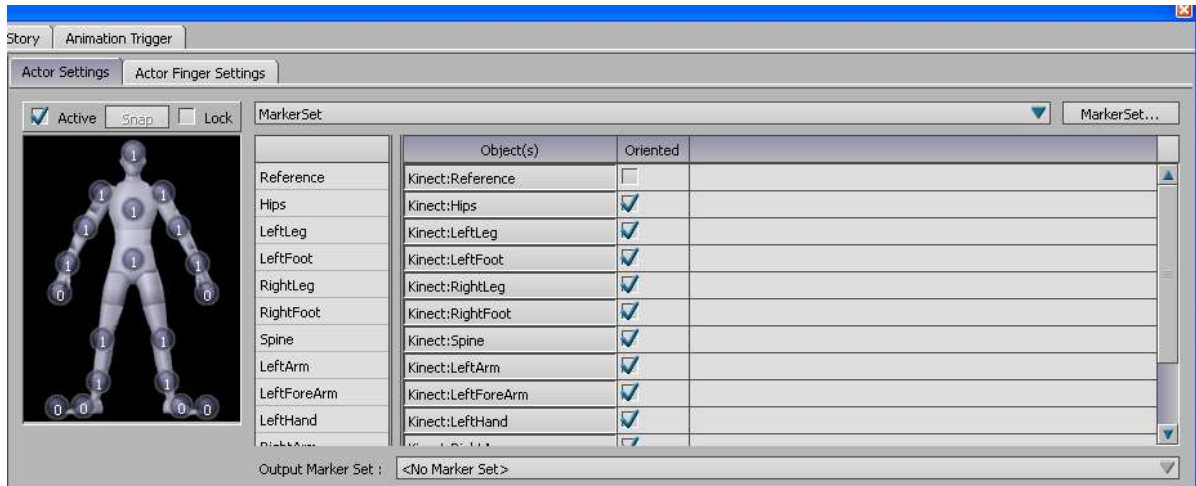 Story Animation Trigger
Actor Settings Actor Finger Settings
Active Snap Lock MarkerSet MarkerSet...
Object(s) Oriented
Reference Kinect:Reference
Hips Kinect:Hips
LeftLeg Kinect:LeftLeg
LeftFoot Kinect:LeftFoot
RightLeg Kinect:RightLeg
RightFoot Kinect:RightFoot
Spine Kinect:Spine
LeftArm Kinect:LeftArm
LeftForeArm Kinect:LeftForeArm
LeftHand Kinect:LeftHand
1
1 1 1
1 1
1 1 1
0 0
1 1
1 1
0 0 0 0
Output Marker Set : <No Marker Set>